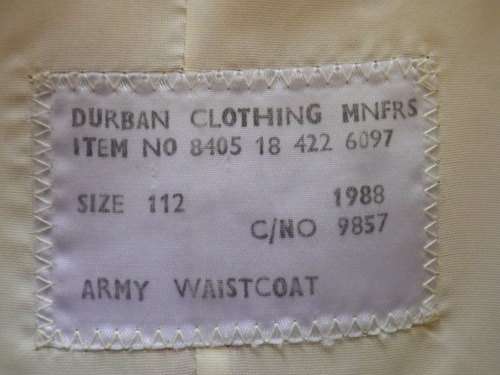 DURBAN CLOTHING MNFRS
ITEM NO 8405 18 422 6097
SIZE 112 1988
C/NO 9857
ARMY WAISTCOAT